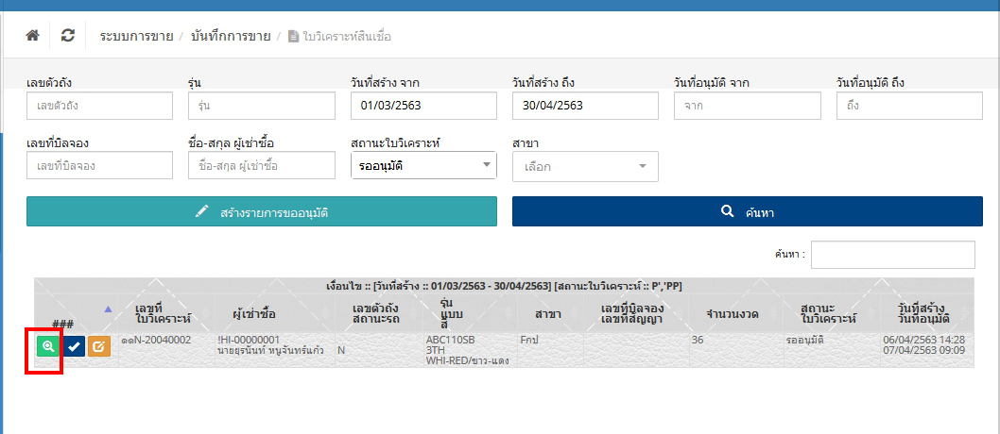 ระบบการขาย / บันทึกการขาย / ใบวิเคราะห์สินเชื่อ
เลขตัวถัง รุ่น วันที่สร้าง จาก วันที่สร้าง ถึง วันที่อนุมัติ จาก วันที่อนุมัติ ถึง
เลขตัวถัง รุ่น 01/03/2563 30/04/2563 จาก ถึง
เลขที่บิลจอง ชื่อ-สกุล ผู้เช่าซื้อ สถานะใบวิเคราะห์ สาขา
เลขที่บิลจอง ชื่อ-สกุล ผู้เช่าซื้อ รออนุมัติ เลือก
สร้างรายการขออนุมัติ ค้นหา
ค้นหา :
เงื่อนไข :: [วันที่สร้าง :: 01/03/2563 - 30/04/2563] [สถานะใบวิเคราะห์ :: P','PP]
### เลขที่ ใบวิเคราะห์ ผู้เช่าซื้อ เลขตัวถัง สถานะรถ รุ่น แบบ สี สาขา เลขที่บิลจอง เลขที่สัญญา จำนวนงวด สถานะ ใบวิเคราะห์ วันที่สร้าง วันที่อนุมัติ
๑๑N-20040002 !HI-00000001 ABC110SB Fกป 36 รออนุมัติ 06/04/2563 14:28
นายยุรนันท์ หนูจันทร์แก้ว N 3TH 07/04/2563 09:09
WHI-RED/ขาว-แดง